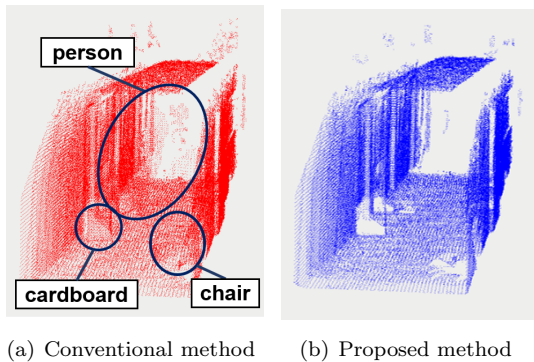 person
cardboard
chair
(a) Conventional method
(b) Proposed method